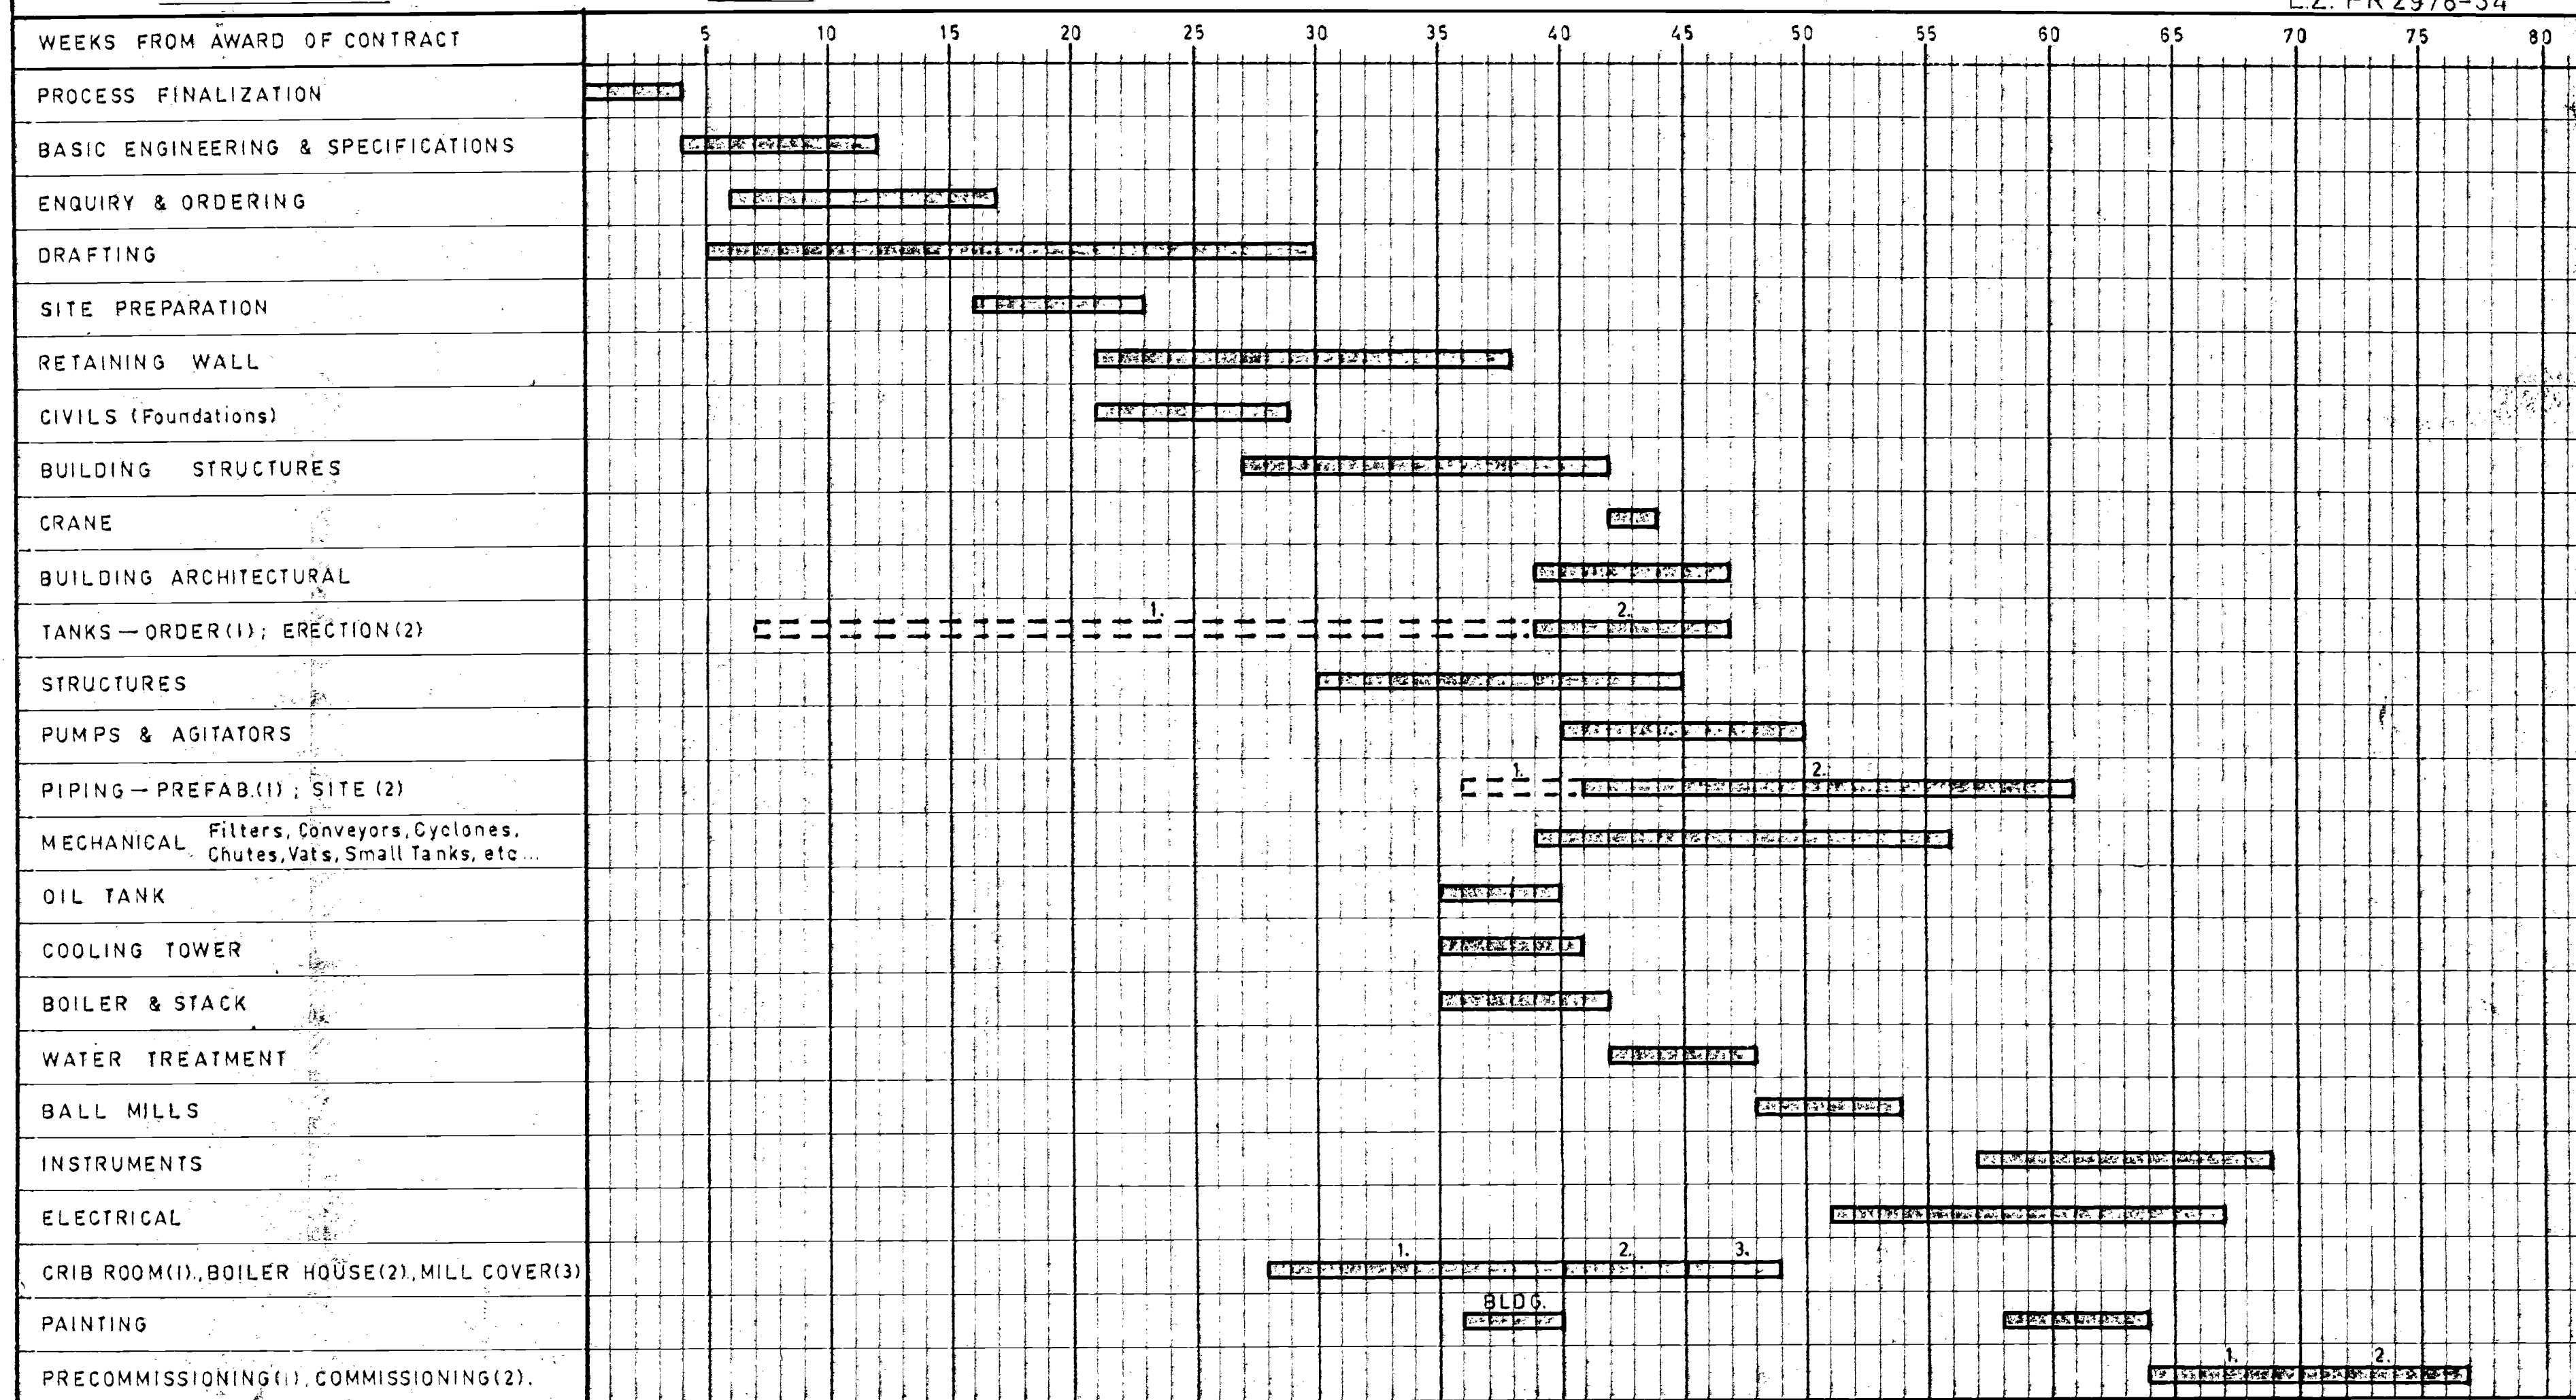 L.Z. PR 2978-34
WEEKS FROM AWARD OF CONTRACT 5 10 15 20 25 30 35 40 45 50 55 60 65 70 75 80
PROCESS FINALIZATION
BASIC ENGINEERING & SPECIFICATIONS
ENQUIRY & ORDERING
DRAFTING
SITE PREPARATION
RETAINING WALL
CIVILS (Foundations)
BUILDING STRUCTURES
CRANE
BUILDING ARCHITECTURAL
TANKS — ORDER(1); ERECTION(2) 1. 2.
STRUCTURES
PUMPS & AGITATORS
PIPING — PREFAB.(1) ; SITE (2) 1. 2.
MECHANICAL Filters, Conveyors, Cyclones,
Chutes, Vats, Small Tanks, etc...
OIL TANK
COOLING TOWER
BOILER & STACK
WATER TREATMENT
BALL MILLS
INSTRUMENTS
ELECTRICAL
CRIB ROOM(1)., BOILER HOUSE(2)., MILL COVER(3) 1. 2. 3.
PAINTING BLDG.
PRECOMMISSIONING(1), COMMISSIONING(2). 1. 2.